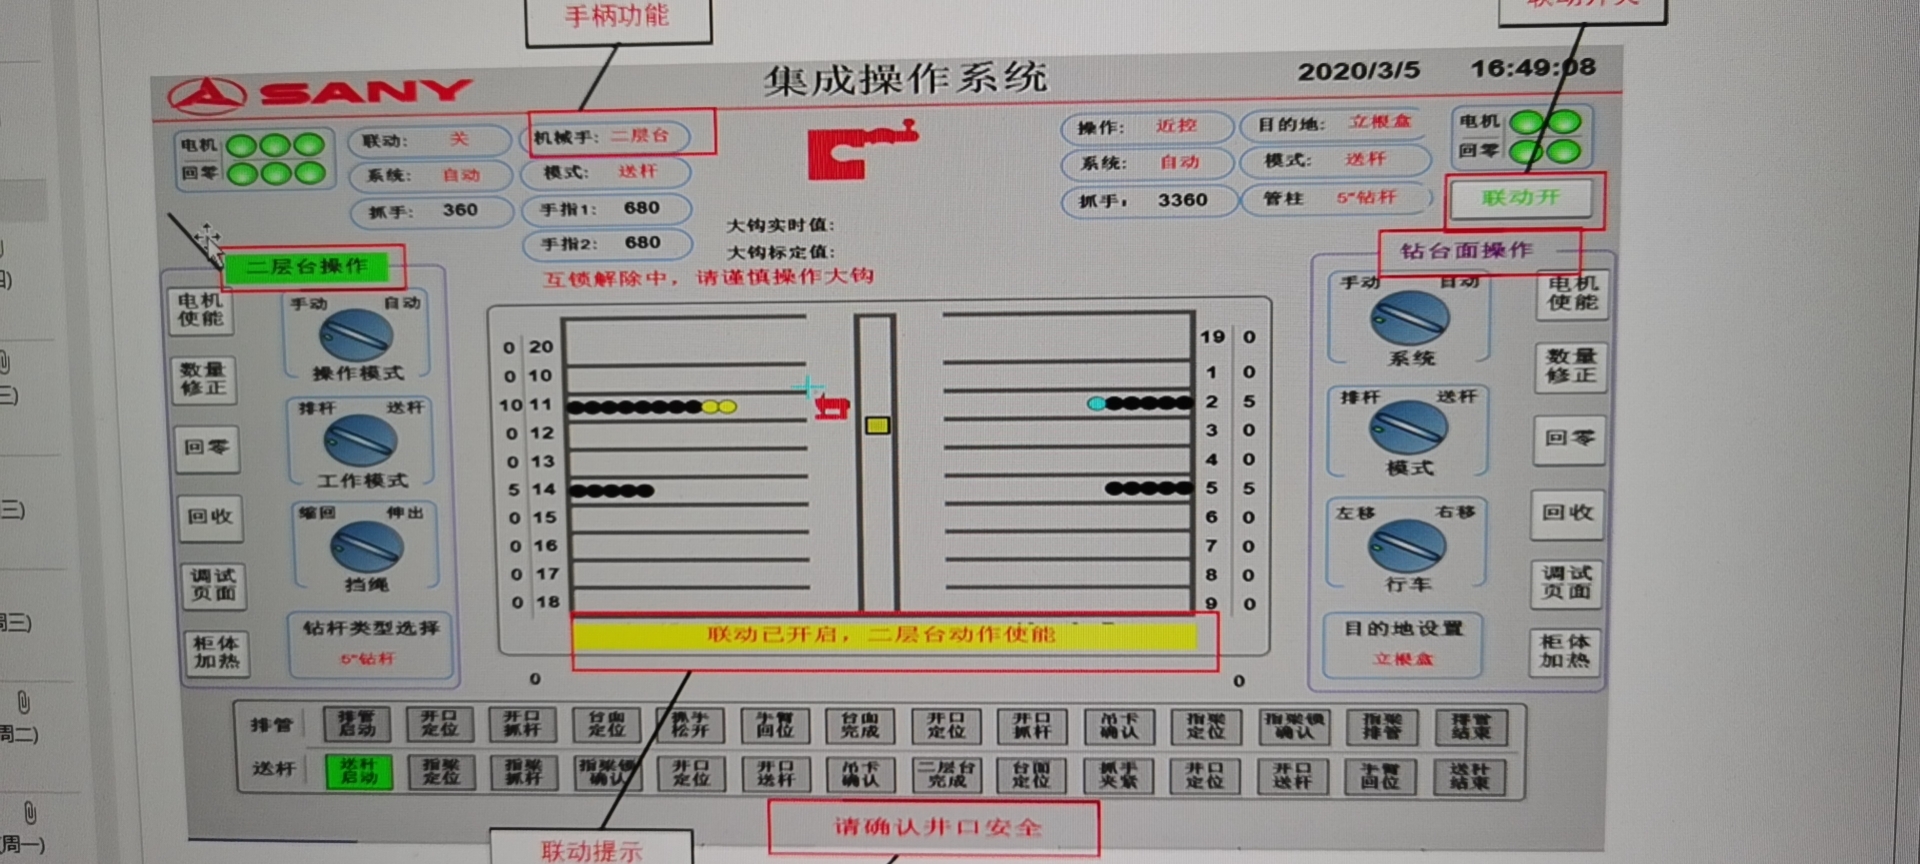 手柄功能
联动开关
SANY
集成操作系统
2020/3/5 16:49:08
电机
回零
联动: 关
系统: 自动
抓手: 360
机械手: 二层台
模式: 送杆
手指1: 680
手指2: 680
大钩实时值:
大钩标定值:
互锁解除中，请谨慎操作大钩
操作: 近控
系统: 自动
抓手: 3360
目的地: 立根盒
模式: 送杆
管柱 5"钻杆
电机
回零
联动开
二层台操作
电机使能
数量修正
回零
回收
调试页面
柜体加热
手动 自动
操作模式
排杆 送杆
工作模式
缩回 伸出
挡绳
钻杆类型选择
5"钻杆
0 20
0 10
10 11
0 12
0 13
5 14
0 15
0 16
0 17
0 18
0
19 0
1 0
2 5
3 0
4 0
5 5
6 0
7 0
8 0
9 0
0
联动已开启，二层台动作使能
钻台面操作
手动 自动
系统
排杆 送杆
模式
左移 右移
行车
目的地设置
立根盒
电机使能
数量修正
回零
回收
调试页面
柜体加热
排管 排管启动 井口定位 井口抓杆 台面定位 抓手松开 手臂回位 台面完成 井口定位 井口抓杆 吊卡确认 指梁定位 指梁锁确认 指梁排管 排管结束
送杆 送杆启动 指梁定位 指梁抓杆 指梁锁确认 井口定位 井口送杆 吊卡确认 二层台完成 台面定位 抓手夹紧 井口定位 井口送杆 手臂回位 送杆结束
请确认井口安全
联动提示